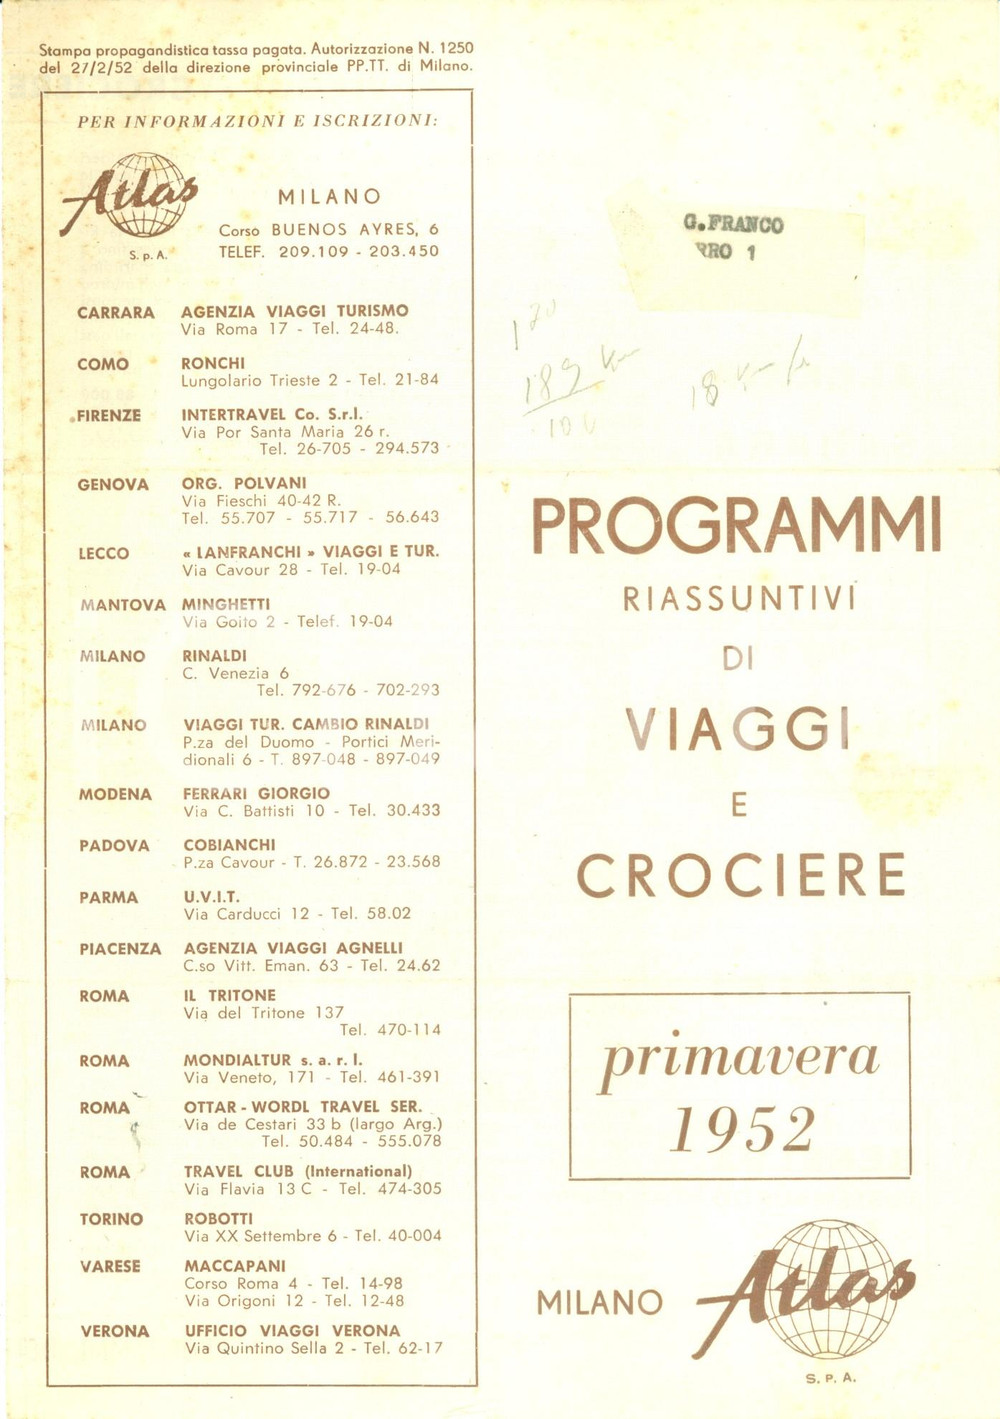 Stampa propagandistica tassa pagata. Autorizzazione N. 1250
del 27/2/52 della direzione provinciale PP.TT. di Milano.
PER INFORMAZIONI E ISCRIZIONI:
Atlas
S. p. A.
MILANO
Corso BUENOS AYRES, 6
TELEF. 209.109 - 203.450
CARRARA AGENZIA VIAGGI TURISMO
Via Roma 17 - Tel. 24-48.
COMO RONCHI
Lungolario Trieste 2 - Tel. 21-84
FIRENZE INTERTRAVEL Co. S.r.l.
Via Por Santa Maria 26 r.
Tel. 26-705 - 294.573
GENOVA ORG. POLVANI
Via Fieschi 40-42 R.
Tel. 55.707 - 55.717 - 56.643
LECCO « LANFRANCHI » VIAGGI E TUR.
Via Cavour 28 - Tel. 19-04
MANTOVA MINGHETTI
Via Goito 2 - Telef. 19-04
MILANO RINALDI
C. Venezia 6
Tel. 792-676 - 702-293
MILANO VIAGGI TUR. CAMBIO RINALDI
P.za del Duomo - Portici Meri-
dionali 6 - T. 897-048 - 897-049
MODENA FERRARI GIORGIO
Via C. Battisti 10 - Tel. 30.433
PADOVA COBIANCHI
P.za Cavour - T. 26.872 - 23.568
PARMA U.V.I.T.
Via Carducci 12 - Tel. 58.02
PIACENZA AGENZIA VIAGGI AGNELLI
C.so Vitt. Eman. 63 - Tel. 24.62
ROMA IL TRITONE
Via del Tritone 137
Tel. 470-114
ROMA MONDIALTUR s. a. r. l.
Via Veneto, 171 - Tel. 461-391
ROMA OTTAR - WORDL TRAVEL SER.
Via de Cestari 33 b (largo Arg.)
Tel. 50.484 - 555.078
ROMA TRAVEL CLUB (International)
Via Flavia 13 C - Tel. 474-305
TORINO ROBOTTI
Via XX Settembre 6 - Tel. 40-004
VARESE MACCAPANI
Corso Roma 4 - Tel. 14-98
Via Origoni 12 - Tel. 12-48
VERONA UFFICIO VIAGGI VERONA
Via Quintino Sella 2 - Tel. 62-17
G. FRANCO
RRO 1
PROGRAMMI
RIASSUNTIVI
DI
VIAGGI
E
CROCIERE
primavera
1952
MILANO Atlas
S. P. A.